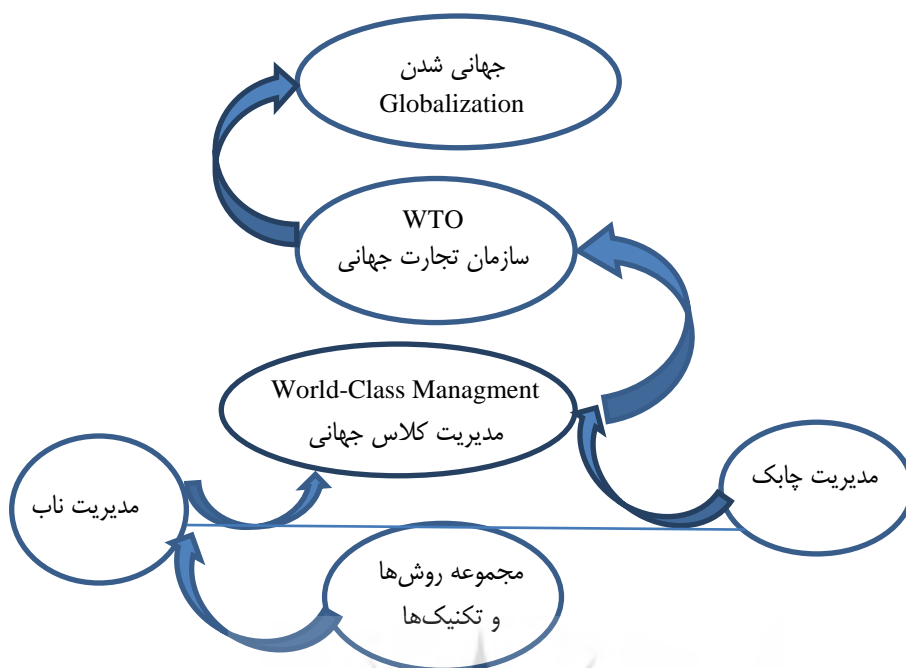 جهانی شدن
Globalization
WTO
سازمان تجارت جهانی
World-Class Managment
مدیریت کلاس جهانی
مدیریت چابک
مدیریت ناب
مجموعه روش‌ها
و تکنیک‌ها